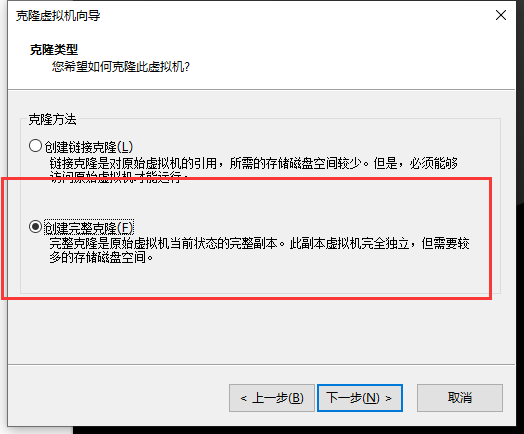 克隆虚拟机向导
克隆类型
您希望如何克隆此虚拟机?
克隆方法
创建链接克隆(L)
链接克隆是对原始虚拟机的引用，所需的存储磁盘空间较少。但是，必须能够
访问原始虚拟机才能运行。
创建完整克隆(F)
完整克隆是原始虚拟机当前状态的完整副本。此副本虚拟机完全独立，但需要较
多的存储磁盘空间。
< 上一步(B)
下一步(N) >
取消